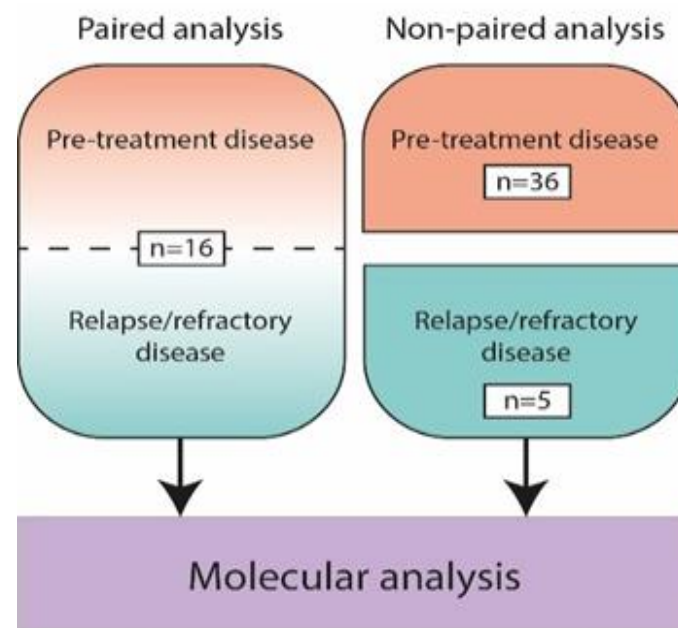 Paired analysis
Pre-treatment disease
n=16
Relapse/refractory
disease
Non-paired analysis
Pre-treatment disease
n=36
Relapse/refractory
disease
n=5
Molecular analysis